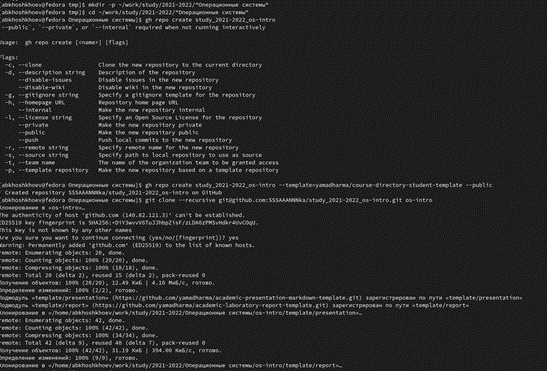 [abkhoshkhoev@fedora tmp]$ mkdir -p ~/work/study/2021-2022/"Операционные системы"
[abkhoshkhoev@fedora tmp]$ cd ~/work/study/2021-2022/"Операционные системы"
[abkhoshkhoev@fedora Операционные системы]$ gh repo create study_2021-2022_os-intro
`--public`, `--private`, or `--internal` required when not running interactively
Usage:  gh repo create [<name>] [flags]
Flags:
-c, --clone Clone the new repository to the current directory
-d, --description string Description of the repository
--disable-issues Disable issues in the new repository
--disable-wiki Disable wiki in the new repository
-g, --gitignore string Specify a gitignore template for the repository
-h, --homepage URL Repository home page URL
--internal Make the new repository internal
-l, --license string Specify an Open Source License for the repository
--private Make the new repository private
--public Make the new repository public
--push Push local commits to the new repository
-r, --remote string Specify remote name for the new repository
-s, --source string Specify path to local repository to use as source
-t, --team name The name of the organization team to be granted access
-p, --template repository Make the new repository based on a template repository
[abkhoshkhoev@fedora Операционные системы]$ gh repo create study_2021-2022_os-intro --template=yamadharma/course-directory-student-template --public
Created repository on GitHub
[abkhoshkhoev@fedora Операционные системы]$ git clone --recursive os-intro
Клонирование в «os-intro»…
The authenticity of host 'github.com (140.82.121.3)' can't be established.
ED25519 key fingerprint is
This key is not known by any other names
Are you sure you want to continue connecting (yes/no/[fingerprint])? yes
Warning: Permanently added 'github.com' (ED25519) to the list of known hosts.
remote: Enumerating objects: 20, done.
remote: Counting objects: 100% (20/20), done.
remote: Compressing objects: 100% (18/18), done.
remote: Total 20 (delta 2), reused 15 (delta 2), pack-reused 0
Получение объектов: 100% (20/20), 12.49 КиБ | 4.16 МиБ/с, готово.
Определение изменений: 100% (2/2), готово.
Подмодуль «template/presentation» (https://github.com/yamadharma/academic-presentation-markdown-template.git) зарегистрирован по пути «template/presentation»
Подмодуль «template/report» (https://github.com/yamadharma/academic-laboratory-report-template.git) зарегистрирован по пути «template/report»
Клонирование в «/home/abkhoshkhoev/work/study/2021-2022/Операционные системы/os-intro/template/presentation»…
remote: Enumerating objects: 42, done.
remote: Counting objects: 100% (42/42), done.
remote: Compressing objects: 100% (34/34), done.
remote: Total 42 (delta 9), reused 40 (delta 7), pack-reused 0
Получение объектов: 100% (42/42), 31.19 КиБ | 394.00 КиБ/с, готово.
Определение изменений: 100% (9/9), готово.
Клонирование в «/home/abkhoshkhoev/work/study/2021-2022/Операционные системы/os-intro/template/report»…